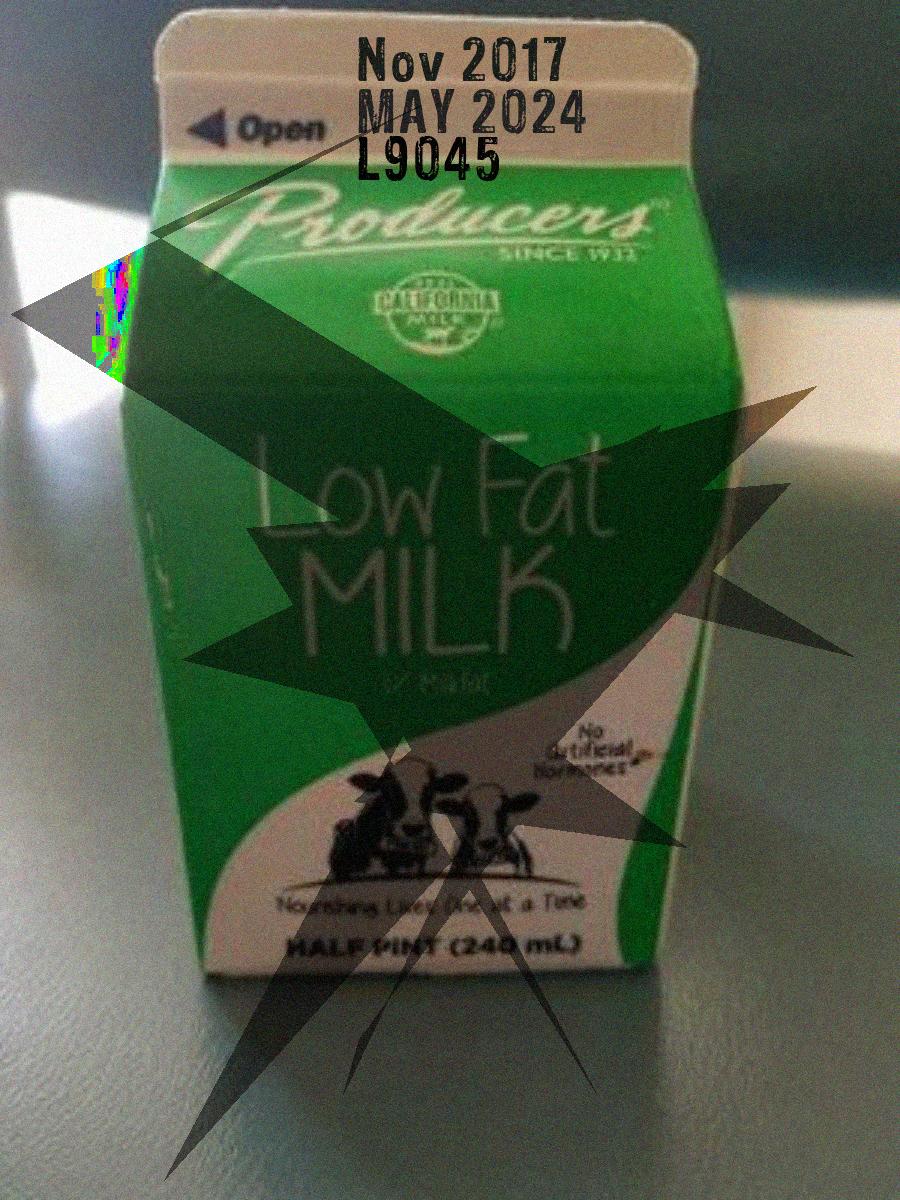 Nov 2017
MAY 2024
Open
L9045
Producers
SINCE 1932
CALIFORNIA
MILK
Low Fat
MILK
No
Artificial
Hormones
Nourishing Lives One at a Time
HALF PINT (240 mL)